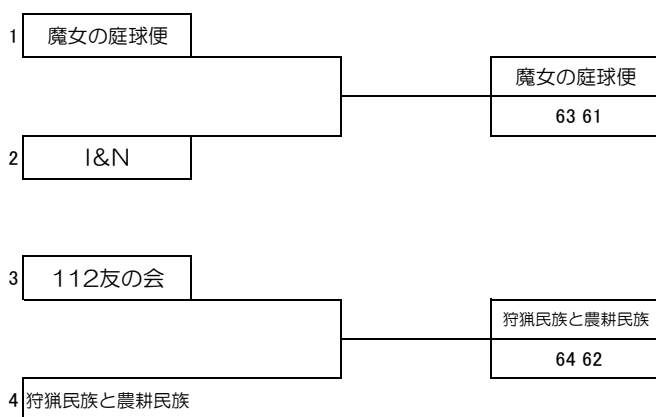 1 魔女の庭球便
魔女の庭球便
63 61
2 I&N
3 112友の会
狩猟民族と農耕民族
64 62
4 狩猟民族と農耕民族